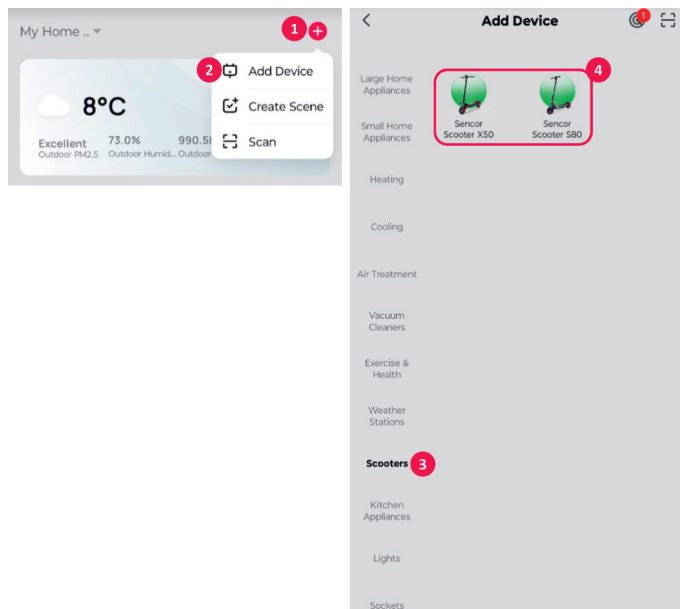 My Home ..
1
2
Add Device
Create Scene
Scan
8°C
Excellent
Outdoor PM2.5
73.0%
Outdoor Humid...
990.5
Outdoor
Add Device
1
4
Large Home
Appliances
Sencor
Scooter X50
Sencor
Scooter S80
Small Home
Appliances
Heating
Cooling
Air Treatment
Vacuum
Cleaners
Exercise &
Health
Weather
Stations
Scooters
3
Kitchen
Appliances
Lights
Sockets